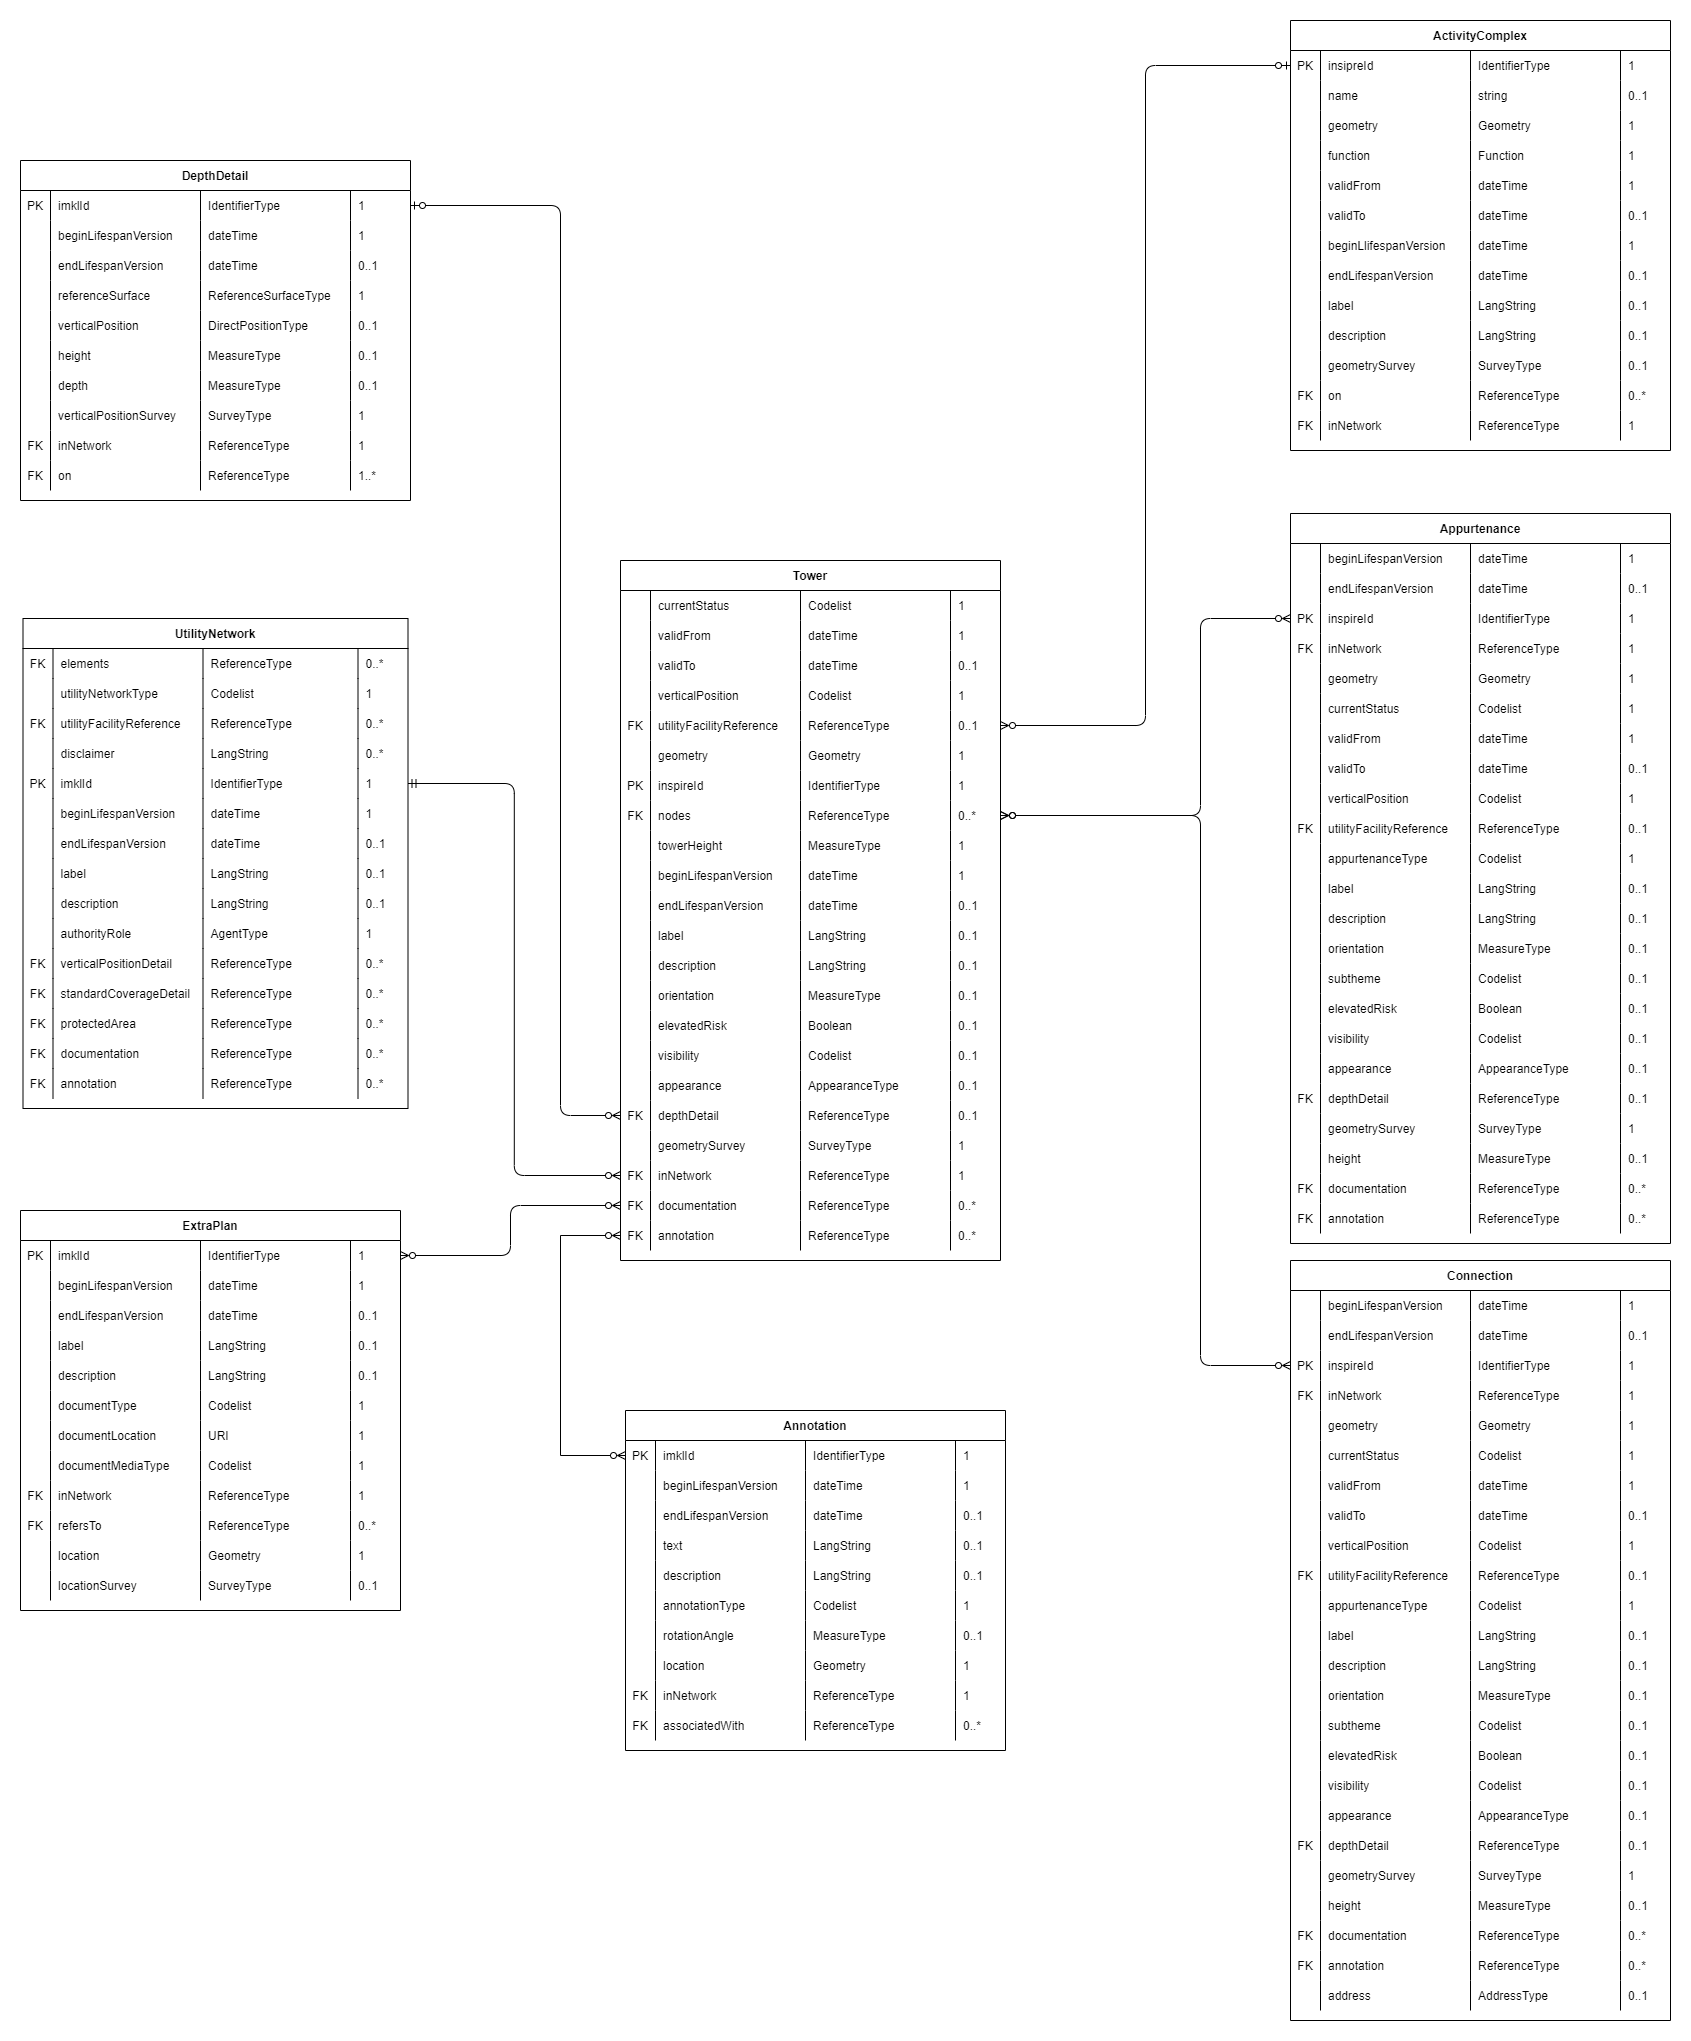 ActivityComplex
PK insipreId IdentifierType 1
name string 0..1
geometry Geometry 1
function Function 1
validFrom dateTime 1
validTo dateTime 0..1
beginLlifespanVersion dateTime 1
endLifespanVersion dateTime 0..1
label LangString 0..1
description LangString 0..1
geometrySurvey SurveyType 0..1
FK on ReferenceType 0..*
FK inNetwork ReferenceType 1
DepthDetail
PK imklId IdentifierType 1
beginLifespanVersion dateTime 1
endLifespanVersion dateTime 0..1
referenceSurface ReferenceSurfaceType 1
verticalPosition DirectPositionType 0..1
height MeasureType 0..1
depth MeasureType 0..1
verticalPositionSurvey SurveyType 1
FK inNetwork ReferenceType 1
FK on ReferenceType 1..*
UtilityNetwork
FK elements ReferenceType 0..*
utilityNetworkType Codelist 1
FK utilityFacilityReference ReferenceType 0..*
disclaimer LangString 0..*
PK imklId IdentifierType 1
beginLifespanVersion dateTime 1
endLifespanVersion dateTime 0..1
label LangString 0..1
description LangString 0..1
authorityRole AgentType 1
FK verticalPositionDetail ReferenceType 0..*
FK standardCoverageDetail ReferenceType 0..*
FK protectedArea ReferenceType 0..*
FK documentation ReferenceType 0..*
FK annotation ReferenceType 0..*
Tower
currentStatus Codelist 1
validFrom dateTime 1
validTo dateTime 0..1
verticalPosition Codelist 1
FK utilityFacilityReference ReferenceType 0..1
geometry Geometry 1
PK inspireId IdentifierType 1
FK nodes ReferenceType 0..*
towerHeight MeasureType 1
beginLifespanVersion dateTime 1
endLifespanVersion dateTime 0..1
label LangString 0..1
description LangString 0..1
orientation MeasureType 0..1
elevatedRisk Boolean 0..1
visibility Codelist 0..1
appearance AppearanceType 0..1
FK depthDetail ReferenceType 0..1
geometrySurvey SurveyType 1
FK inNetwork ReferenceType 1
FK documentation ReferenceType 0..*
FK annotation ReferenceType 0..*
Appurtenance
beginLifespanVersion dateTime 1
endLifespanVersion dateTime 0..1
PK inspireId IdentifierType 1
FK inNetwork ReferenceType 1
geometry Geometry 1
currentStatus Codelist 1
validFrom dateTime 1
validTo dateTime 0..1
verticalPosition Codelist 1
FK utilityFacilityReference ReferenceType 0..1
appurtenanceType Codelist 1
label LangString 0..1
description LangString 0..1
orientation MeasureType 0..1
subtheme Codelist 0..1
elevatedRisk Boolean 0..1
visibility Codelist 0..1
appearance AppearanceType 0..1
FK depthDetail ReferenceType 0..1
geometrySurvey SurveyType 1
height MeasureType 0..1
FK documentation ReferenceType 0..*
FK annotation ReferenceType 0..*
ExtraPlan
PK imklId IdentifierType 1
beginLifespanVersion dateTime 1
endLifespanVersion dateTime 0..1
label LangString 0..1
description LangString 0..1
documentType Codelist 1
documentLocation URI 1
documentMediaType Codelist 1
FK inNetwork ReferenceType 1
FK refersTo ReferenceType 0..*
location Geometry 1
locationSurvey SurveyType 0..1
Annotation
PK imklId IdentifierType 1
beginLifespanVersion dateTime 1
endLifespanVersion dateTime 0..1
text LangString 0..1
description LangString 0..1
annotationType Codelist 1
rotationAngle MeasureType 0..1
location Geometry 1
FK inNetwork ReferenceType 1
FK associatedWith ReferenceType 0..*
Connection
beginLifespanVersion dateTime 1
endLifespanVersion dateTime 0..1
PK inspireId IdentifierType 1
FK inNetwork ReferenceType 1
geometry Geometry 1
currentStatus Codelist 1
validFrom dateTime 1
validTo dateTime 0..1
verticalPosition Codelist 1
FK utilityFacilityReference ReferenceType 0..1
appurtenanceType Codelist 1
label LangString 0..1
description LangString 0..1
orientation MeasureType 0..1
subtheme Codelist 0..1
elevatedRisk Boolean 0..1
visibility Codelist 0..1
appearance AppearanceType 0..1
FK depthDetail ReferenceType 0..1
geometrySurvey SurveyType 1
height MeasureType 0..1
FK documentation ReferenceType 0..*
FK annotation ReferenceType 0..*
address AddressType 0..1